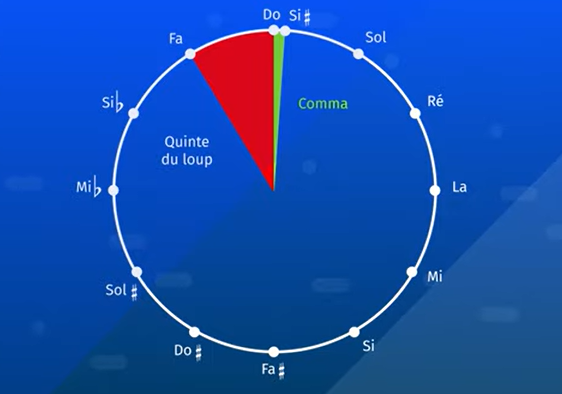 Do
Si♯
Sol
Ré
La
Mi
Si
Fa♯
Do♯
Sol♯
Mi♭
Si♭
Fa
Comma
Quinte
du loup